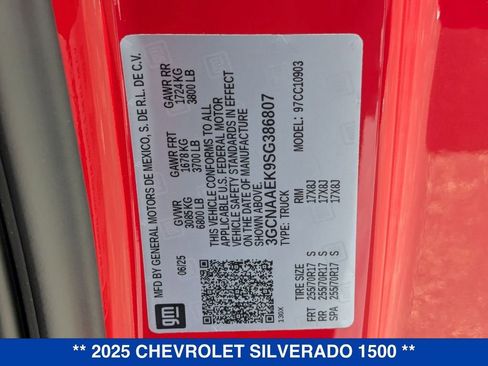 MFD BY GENERAL MOTORS DE MEXICO, S. DE R.L. DE C.V.
06/25 GVWR GAWR FRT GAWR RR
3085 KG 1678 KG 1724 KG
6800 LB 3700 LB 3800 LB
THIS VEHICLE CONFORMS TO ALL
APPLICABLE U.S. FEDERAL MOTOR
VEHICLE SAFETY STANDARDS IN EFFECT
ON THE DATE OF MANUFACTURE
SHOWN ABOVE.
3GCNAAEK9SG386807
TYPE: TRUCK MODEL: 97CC10903
TIRE SIZE RIM
FRT 255/70R17 S 17X8J
RR 255/70R17 S 17X8J
SPA 255/70R17 S 17X8J
gm
** 2025 CHEVROLET SILVERADO 1500 **